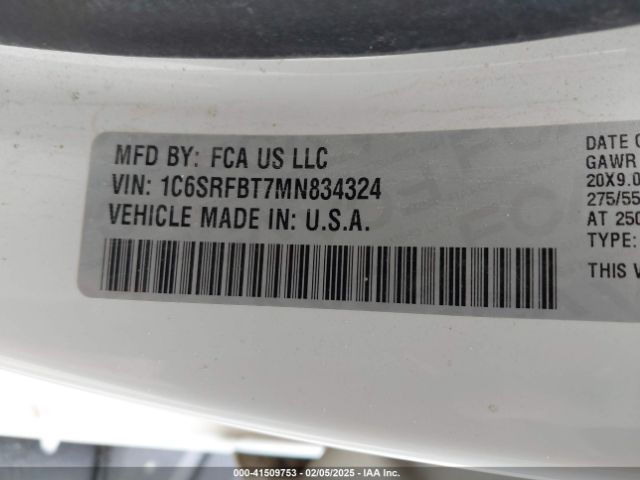 MFD BY: FCA US LLC
VIN: 1C6SRFBT7MN834324
VEHICLE MADE IN: U.S.A.
DATE O
GAWR
20X9.0
275/55
AT 250
TYPE:
THIS V
000-41509753 — 02/05/2025 — IAA Inc. | Copart